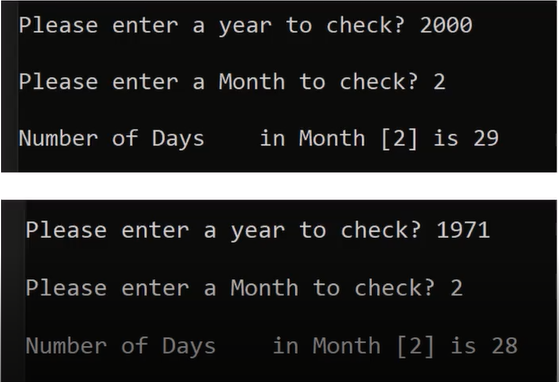 Please enter a year to check? 2000
Please enter a Month to check? 2
Number of Days    in Month [2] is 29
Please enter a year to check? 1971
Please enter a Month to check? 2
Number of Days    in Month [2] is 28